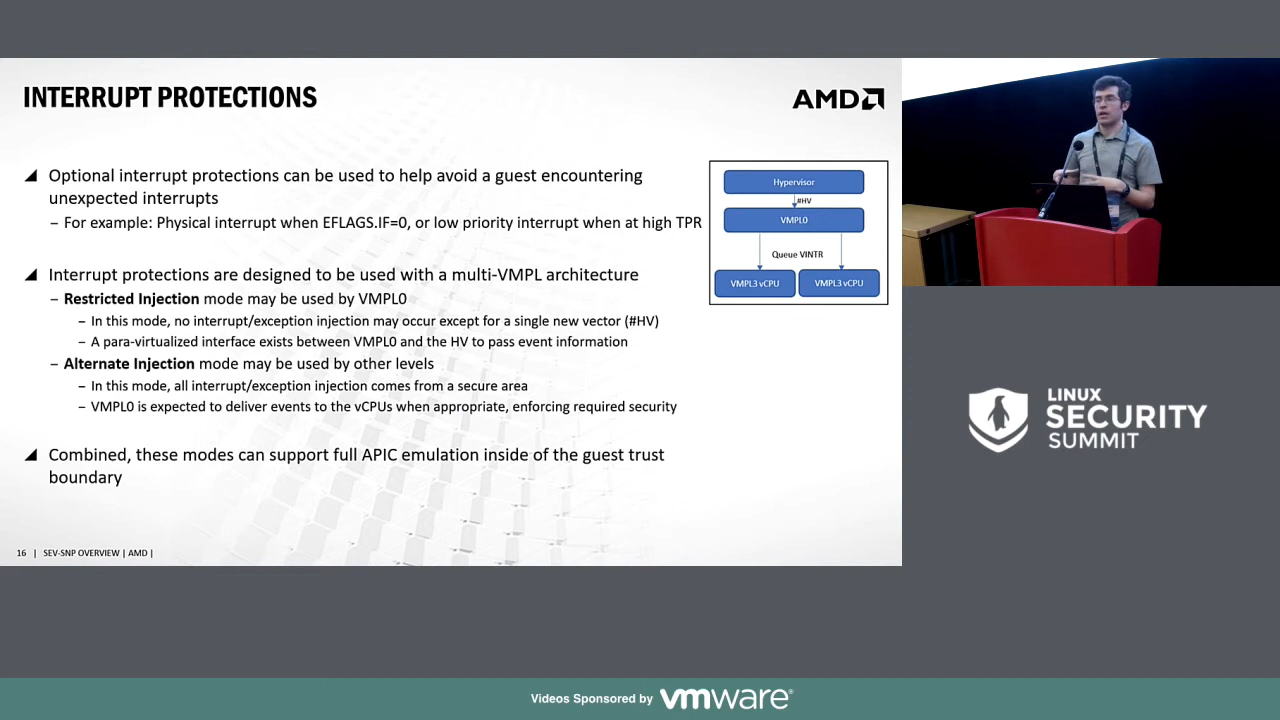 INTERRUPT PROTECTIONS
AMD
Optional interrupt protections can be used to help avoid a guest encountering
unexpected interrupts
– For example: Physical interrupt when EFLAGS.IF=0, or low priority interrupt when at high TPR
Interrupt protections are designed to be used with a multi-VMPL architecture
– Restricted Injection mode may be used by VMPL0
– In this mode, no interrupt/exception injection may occur except for a single new vector (#HV)
– A para-virtualized interface exists between VMPL0 and the HV to pass event information
– Alternate Injection mode may be used by other levels
– In this mode, all interrupt/exception injection comes from a secure area
– VMPL0 is expected to deliver events to the vCPUs when appropriate, enforcing required security
Combined, these modes can support full APIC emulation inside of the guest trust
boundary
Hypervisor
#HV
VMPL0
Queue VINTR
VMPL3 vCPU
VMPL3 vCPU
16 | SEV-SNP OVERVIEW | AMD |
LINUX
SECURITY
SUMMIT
Videos Sponsored by vmware®